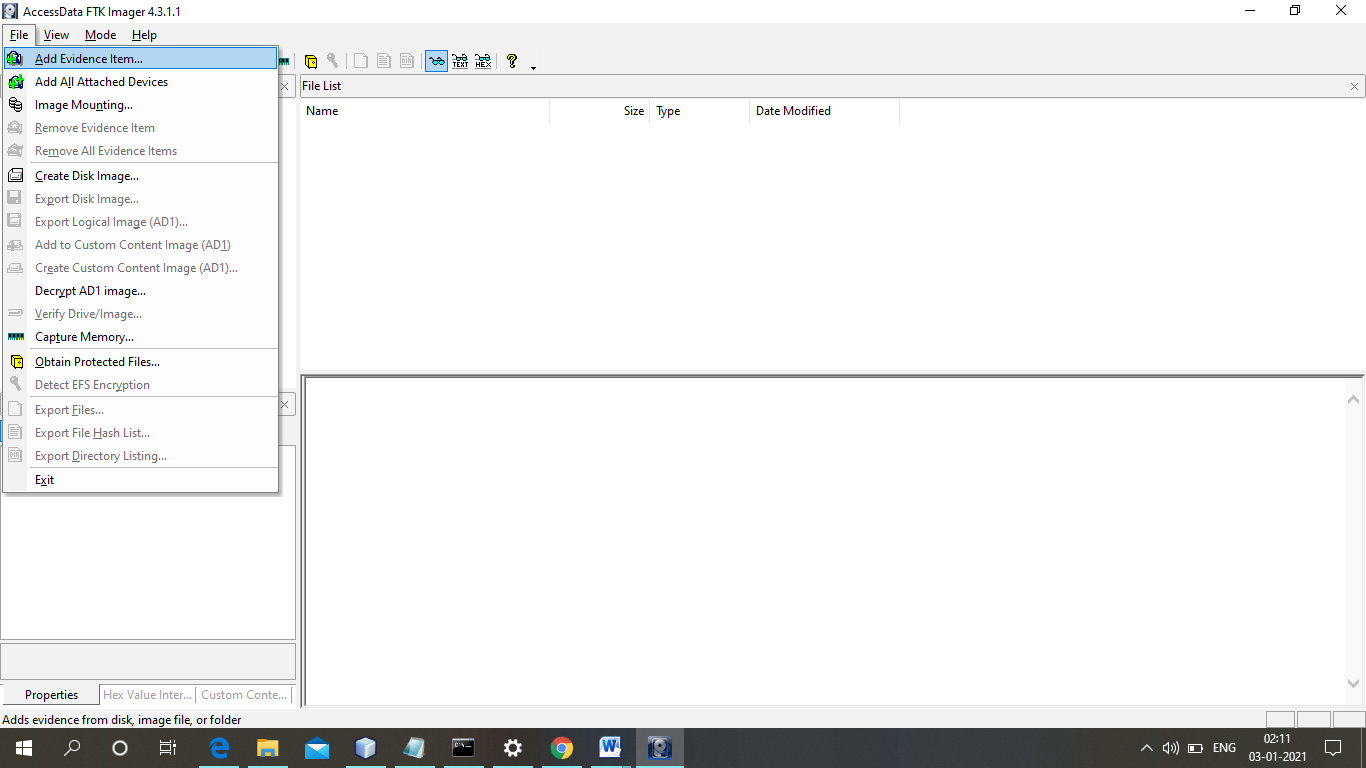 AccessData FTK Imager 4.3.1.1
File View Mode Help
Add Evidence Item...
Add All Attached Devices
Image Mounting...
Remove Evidence Item
Remove All Evidence Items
Create Disk Image...
Export Disk Image...
Export Logical Image (AD1)...
Add to Custom Content Image (AD1)
Create Custom Content Image (AD1)...
Decrypt AD1 image...
Verify Drive/Image...
Capture Memory...
Obtain Protected Files...
Detect EFS Encryption
Export Files...
Export File Hash List...
Export Directory Listing...
Exit
TEXT HEX
File List
Name Size Type Date Modified
Properties Hex Value Inter... Custom Conte...
Adds evidence from disk, image file, or folder
ENG
02:11
03-01-2021